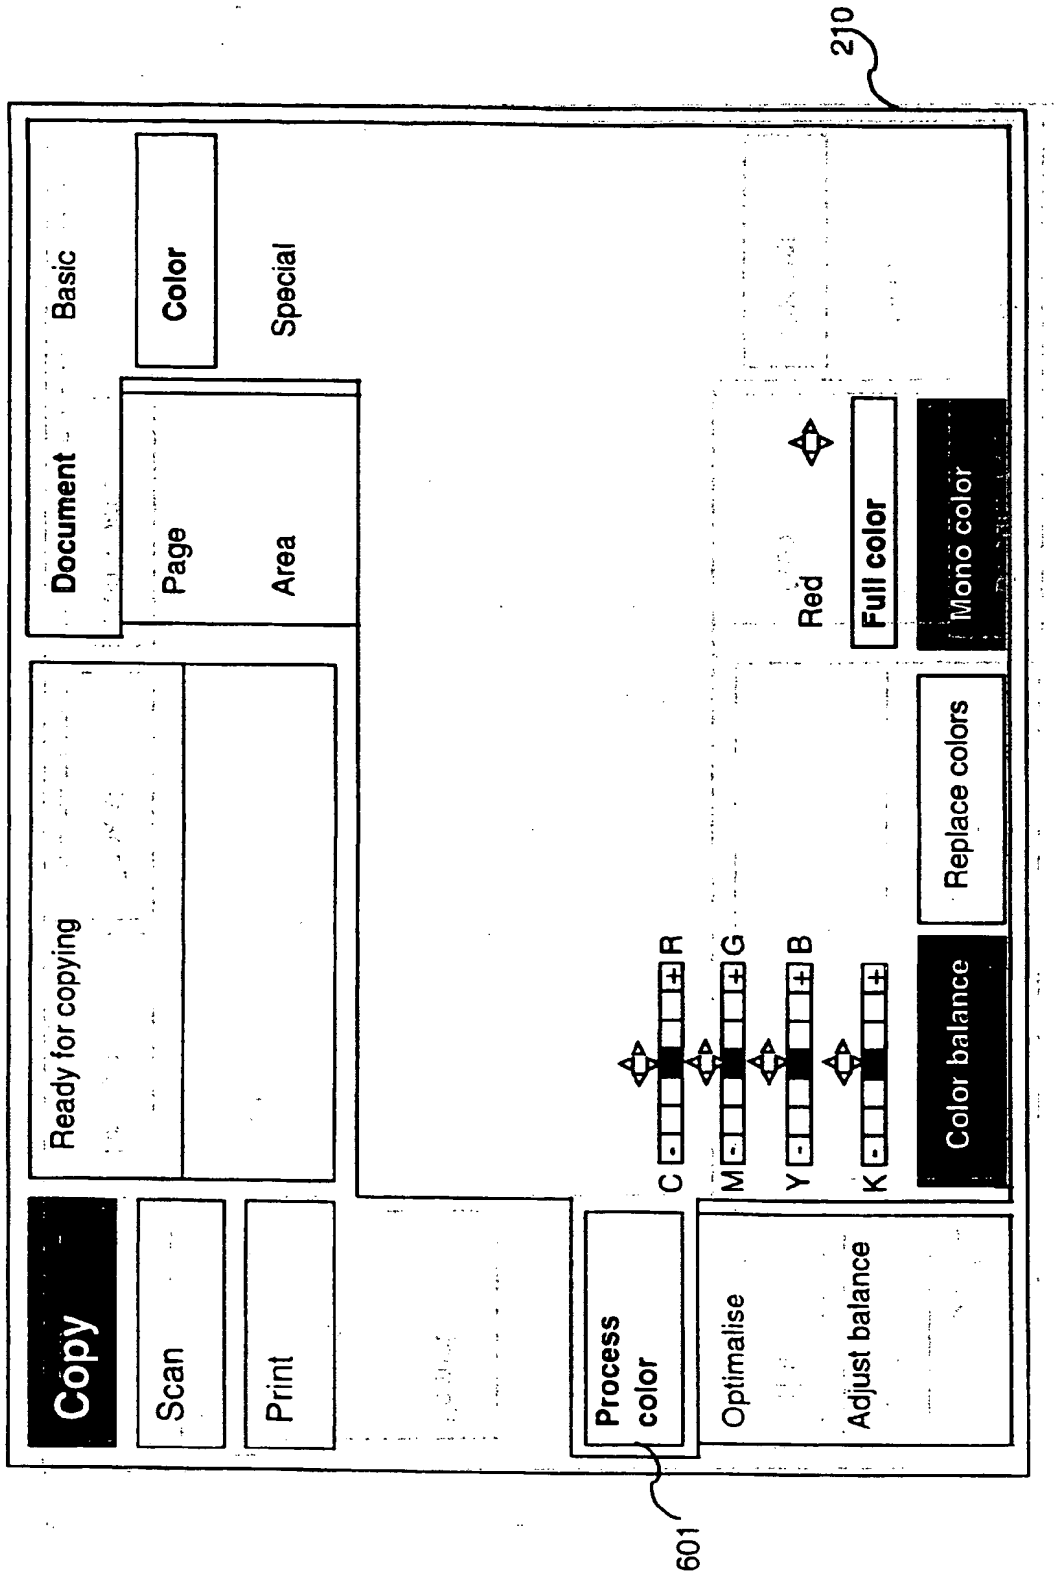 Copy
Scan
Print
Ready for copying
Document
Page
Area
Basic
Color
Special
Process
color
Optimalise
Adjust balance
C - + R
M - + G
Y - + B
K - +
Red
Full color
Color balance
Replace colors
Mono color
601
210